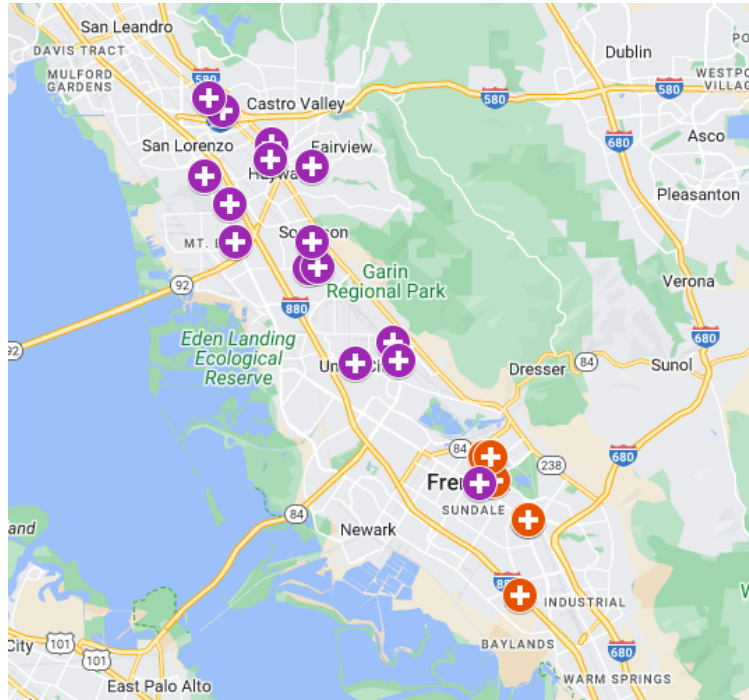 San Leandro
DAVIS TRACT
MULFORD
GARDENS
580
Castro Valley
Dublin
580
580
San Lorenzo
Fairview
680
Asco
Pleasanton
MT.
92
Garin
Regional Park
Verona
880
92
Eden Landing
Ecological
Reserve
680
Dresser
84
Sunol
84
238
680
SUNDALE
84
Newark
INDUSTRIAL
BAYLANDS
City
101
101
680
WARM SPRINGS
East Palo Alto